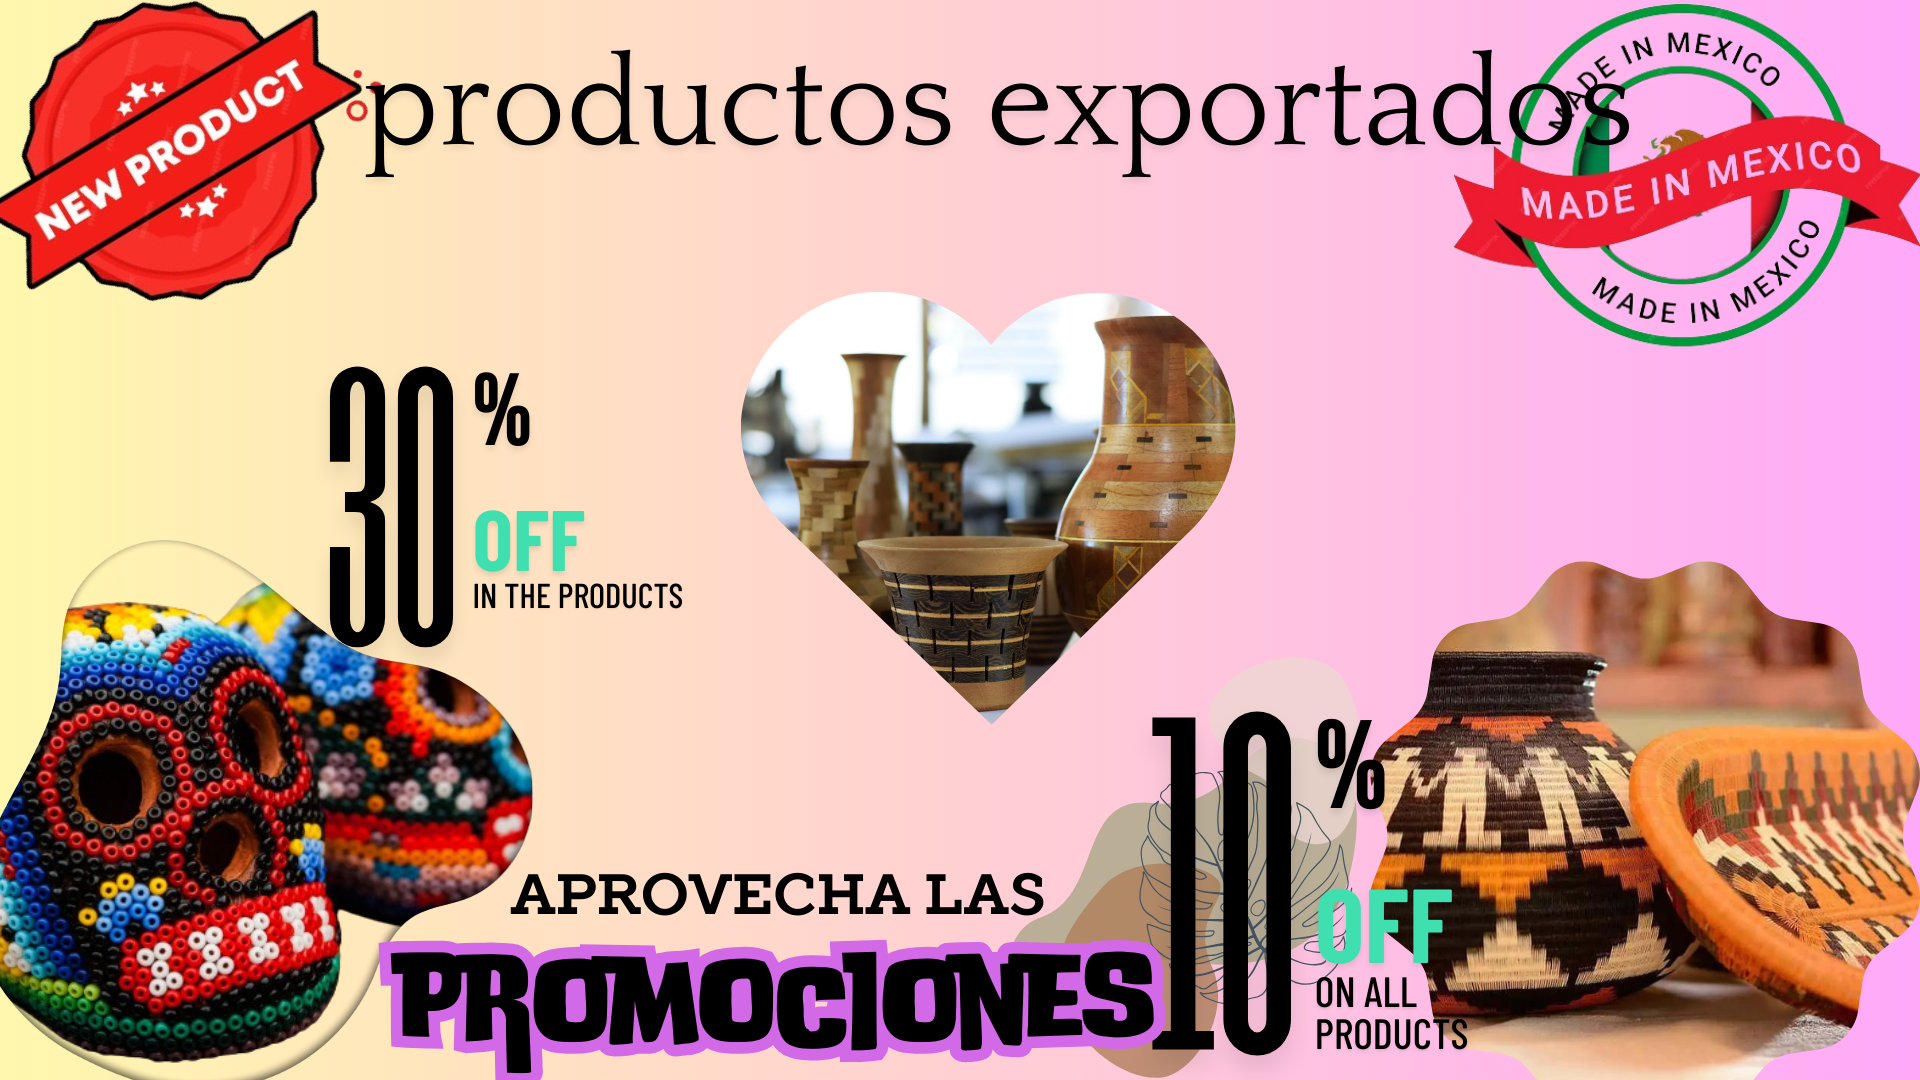 NEW PRODUCT
productos exportados
MADE IN MEXICO
MADE IN MEXICO
MADE IN MEXICO
30%
OFF
IN THE PRODUCTS
APROVECHA LAS
PROMOCIONES
10%
OFF
ON ALL
PRODUCTS